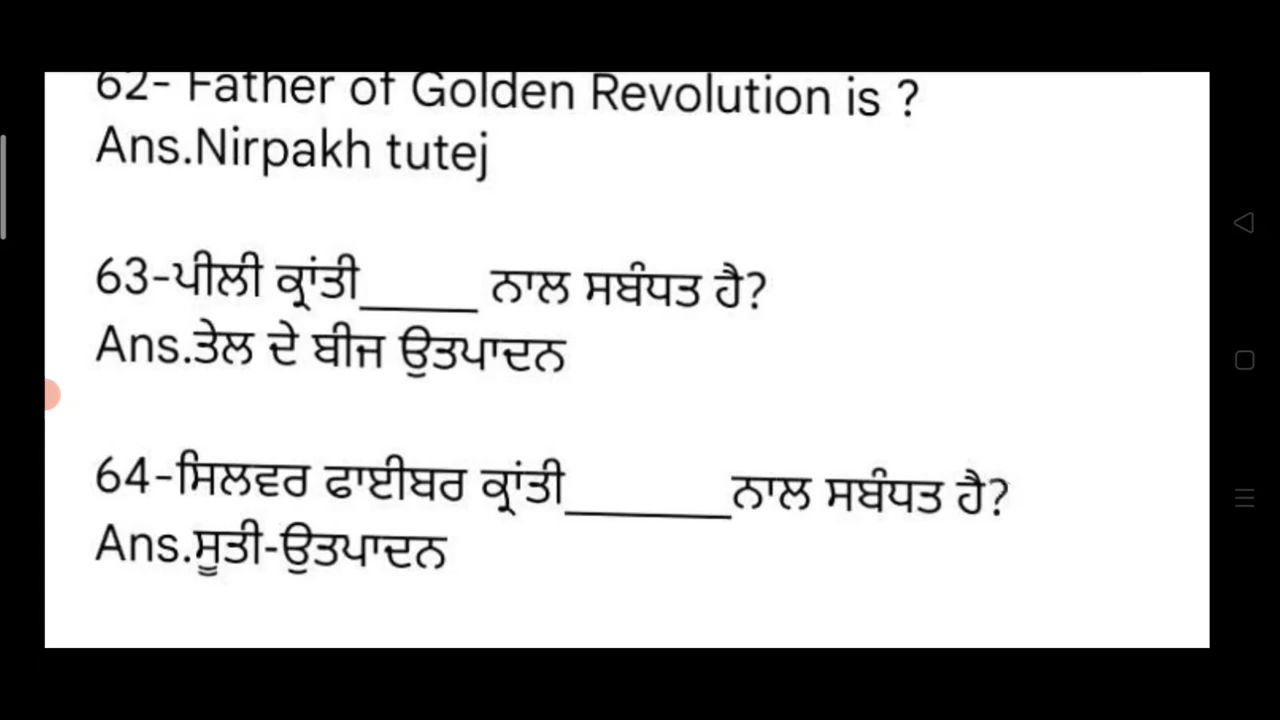 62- Father of Golden Revolution is ?
Ans.Nirpakh tutej
63-ਪੀਲੀ ਕ੍ਰਾਂਤੀ_____ ਨਾਲ ਸਬੰਧਤ ਹੈ?
Ans.ਤੇਲ ਦੇ ਬੀਜ ਉਤਪਾਦਨ
64-ਸਿਲਵਰ ਫਾਈਬਰ ਕ੍ਰਾਂਤੀ_______ਨਾਲ ਸਬੰਧਤ ਹੈ?
Ans.ਸੂਤੀ-ਉਤਪਾਦਨ